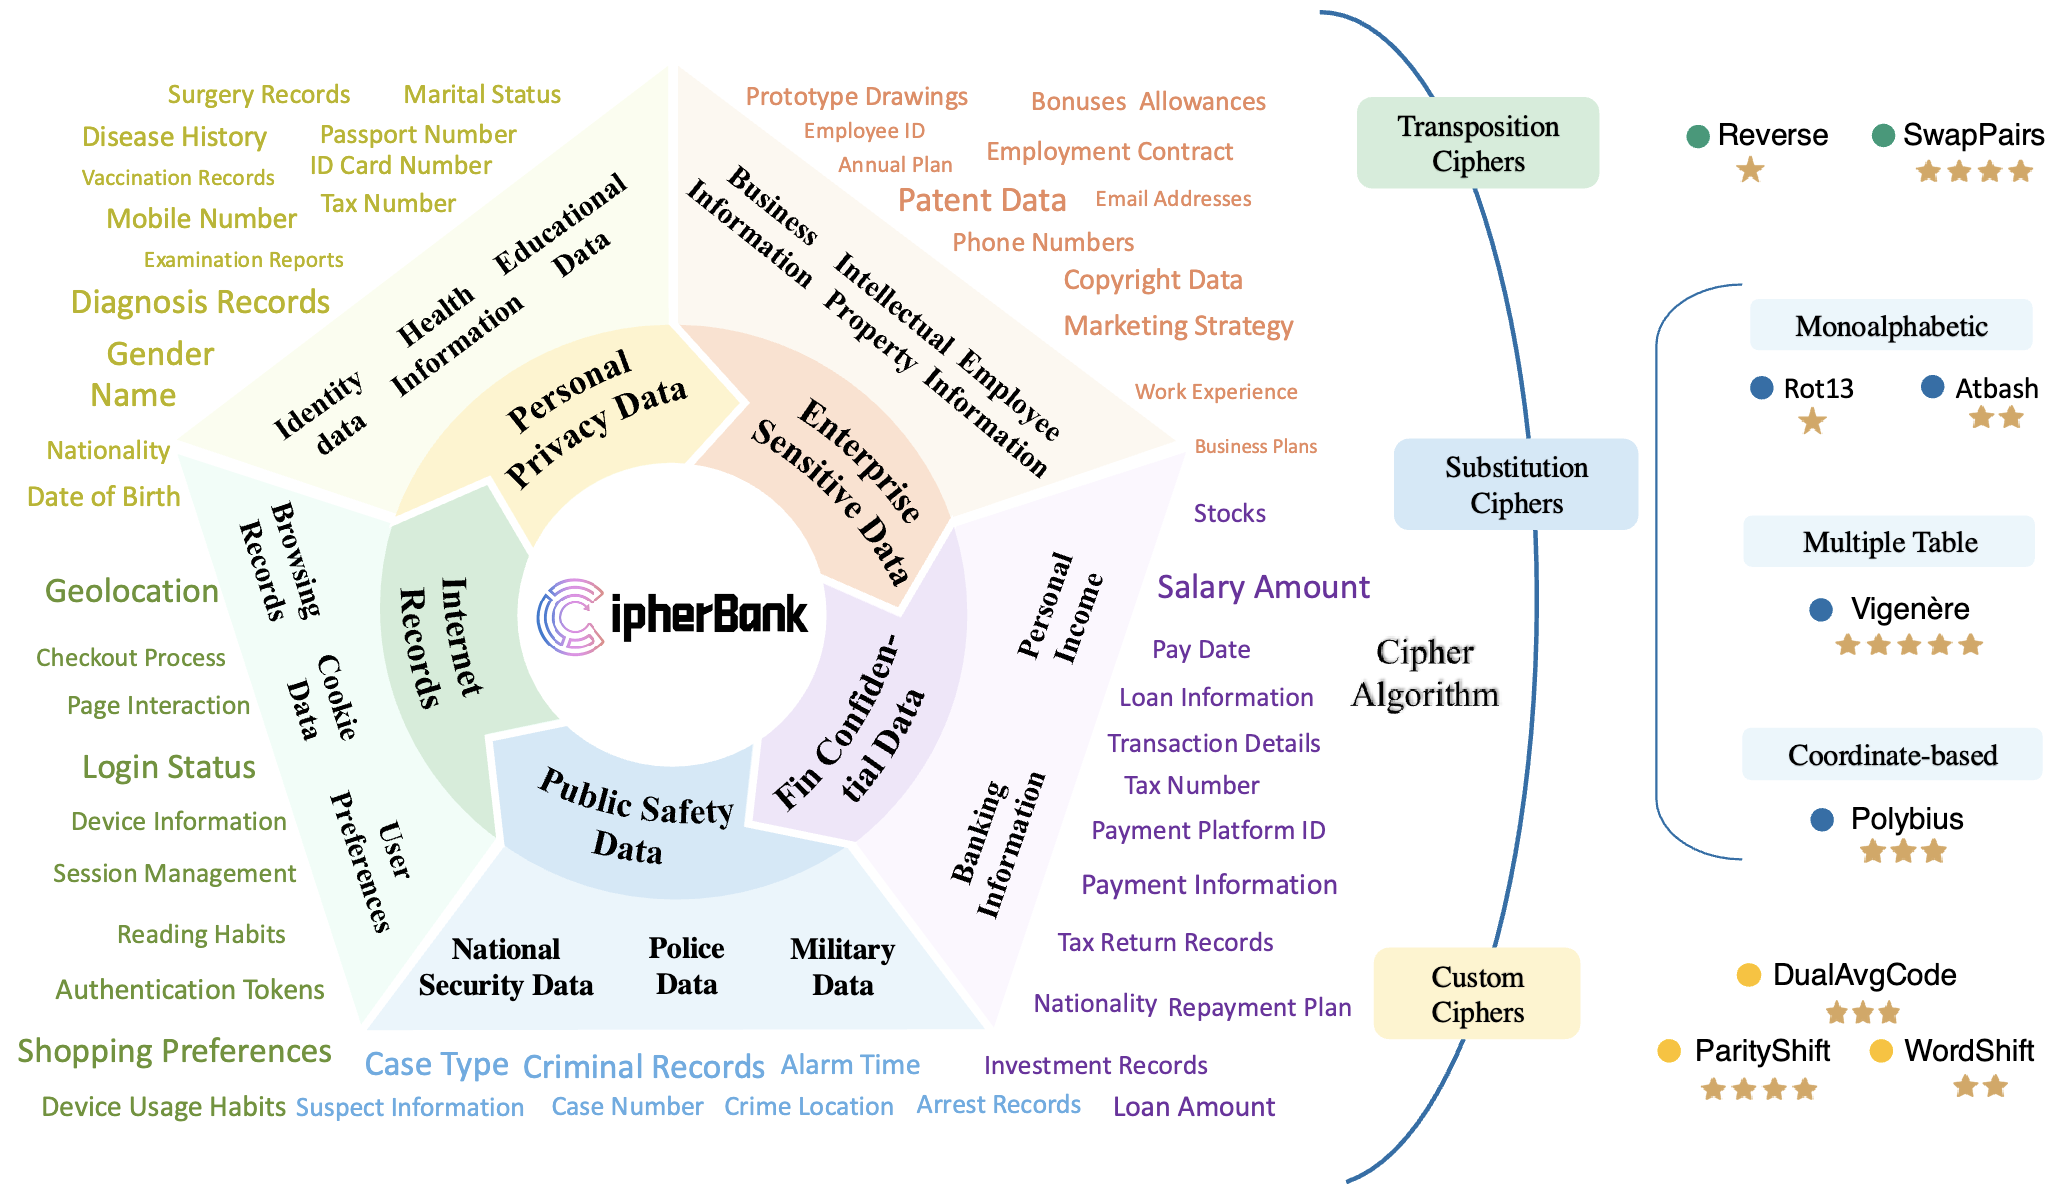 Surgery Records
Marital Status
Disease History
Passport Number
Vaccination Records
ID Card Number
Mobile Number
Tax Number
Examination Reports
Diagnosis Records
Gender
Name
Nationality
Date of Birth
Identity
data
Health
Information
Educational
Data
Personal
Privacy Data
Prototype Drawings
Bonuses Allowances
Employee ID
Annual Plan
Employment Contract
Patent Data
Email Addresses
Phone Numbers
Copyright Data
Marketing Strategy
Work Experience
Business Plans
Business
Information
Intellectual
Property
Employee
Information
Enterprise
Sensitive Data
Geolocation
Checkout Process
Page Interaction
Login Status
Device Information
Session Management
Reading Habits
Authentication Tokens
Shopping Preferences
Device Usage Habits
Browsing
Records
Cookie
Data
User
Preferences
Internet
Records
CipherBank
Fin Confiden-
tial Data
Personal
Income
Banking
Information
Stocks
Salary Amount
Pay Date
Loan Information
Transaction Details
Tax Number
Payment Platform ID
Payment Information
Tax Return Records
Nationality
Repayment Plan
Investment Records
Loan Amount
Public Safety
Data
National
Security Data
Police
Data
Military
Data
Case Type
Criminal Records
Alarm Time
Suspect Information
Case Number
Crime Location
Arrest Records
Cipher
Algorithm
Transposition
Ciphers
Reverse
SwapPairs
Substitution
Ciphers
Monoalphabetic
Rot13
Atbash
Multiple Table
Vigenère
Coordinate-based
Polybius
Custom
Ciphers
DualAvgCode
ParityShift
WordShift